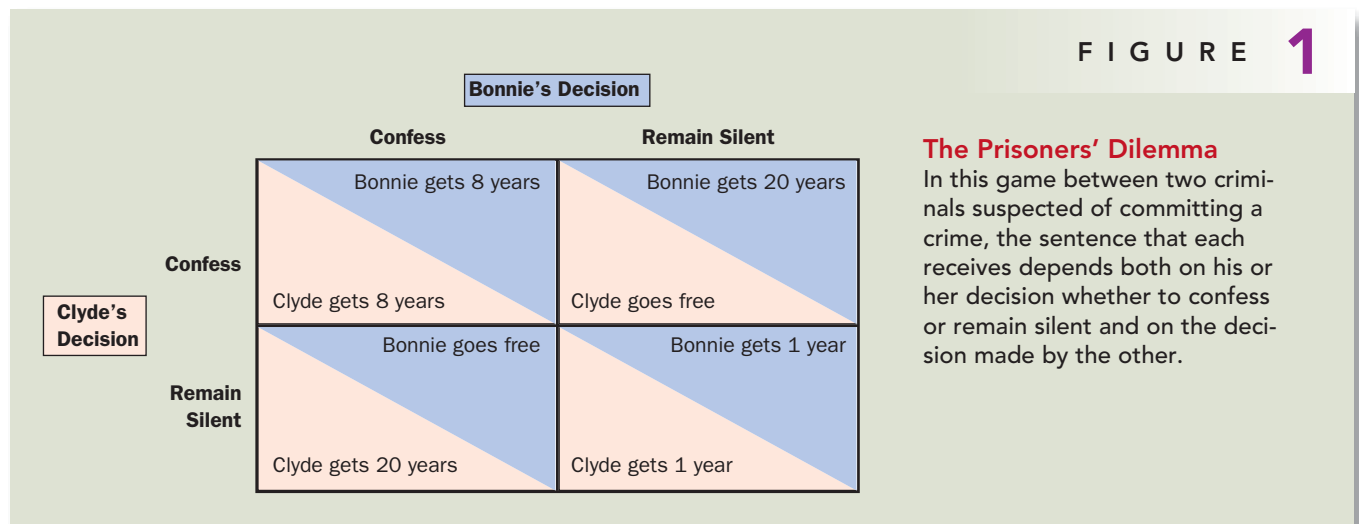 FIGURE 1
Bonnie's Decision
Confess
Remain Silent
Bonnie gets 8 years
Bonnie gets 20 years
Confess
Clyde gets 8 years
Clyde goes free
Clyde's
Decision
Bonnie goes free
Bonnie gets 1 year
Remain
Silent
Clyde gets 20 years
Clyde gets 1 year
The Prisoners' Dilemma
In this game between two crimi-
nals suspected of committing a
crime, the sentence that each
receives depends both on his or
her decision whether to confess
or remain silent and on the deci-
sion made by the other.